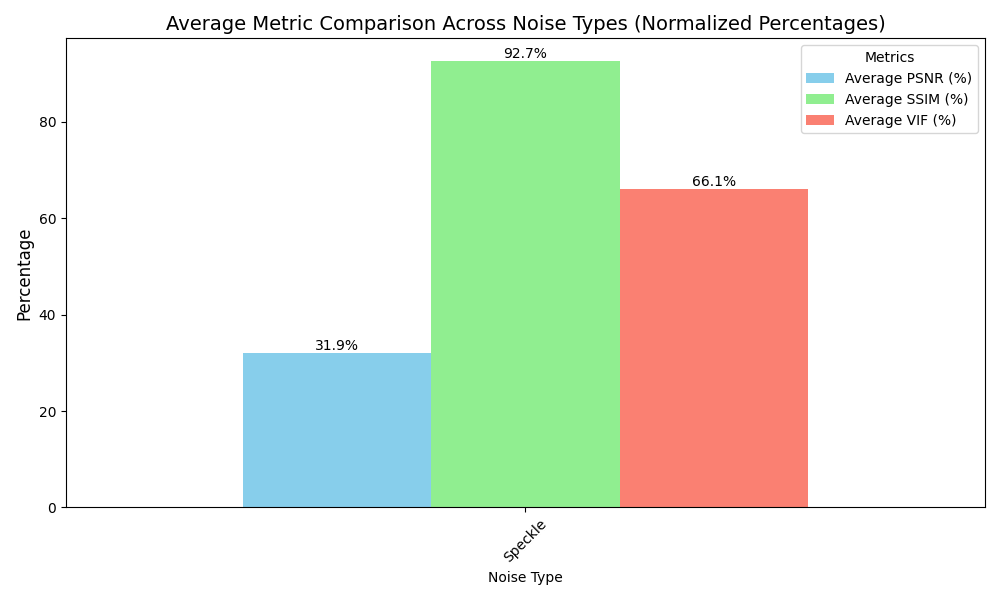 Average Metric Comparison Across Noise Types (Normalized Percentages)
92.7%
Metrics
Average PSNR (%)
Average SSIM (%)
Average VIF (%)
80
66.1%
60
Percentage
40
31.9%
20
0
Speckle
Noise Type